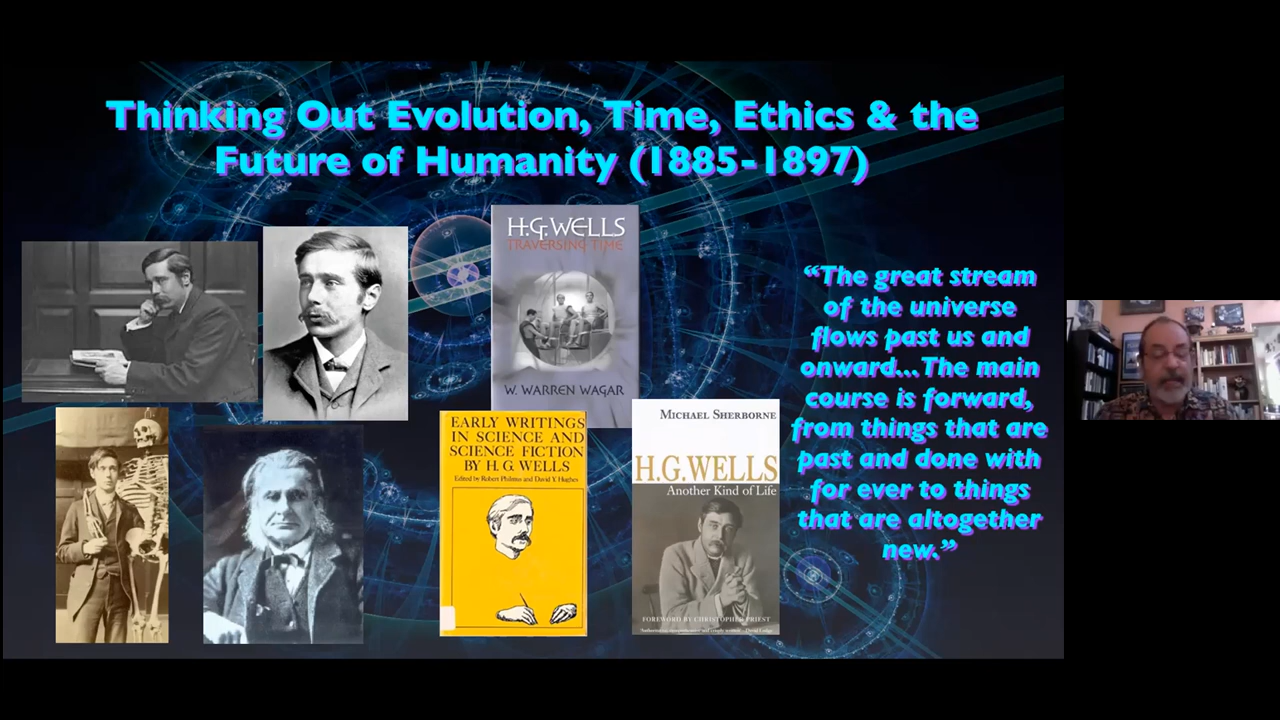 Thinking Out Evolution, Time, Ethics & the
Future of Humanity (1885-1897)
H.G. WELLS
TRAVERSING TIME
W. WARREN WAGAR
EARLY WRITINGS
IN SCIENCE AND
SCIENCE FICTION
BY H. G. WELLS
Edited by Robert Philmus and David Y. Hughes
MICHAEL SHERBORNE
H.G.WELLS
Another Kind of Life
FOREWORD BY CHRISTOPHER PRIEST
“The great stream
of the universe
flows past us and
onward...The main
course is forward,
from things that are
past and done with
for ever to things
that are altogether
new.”